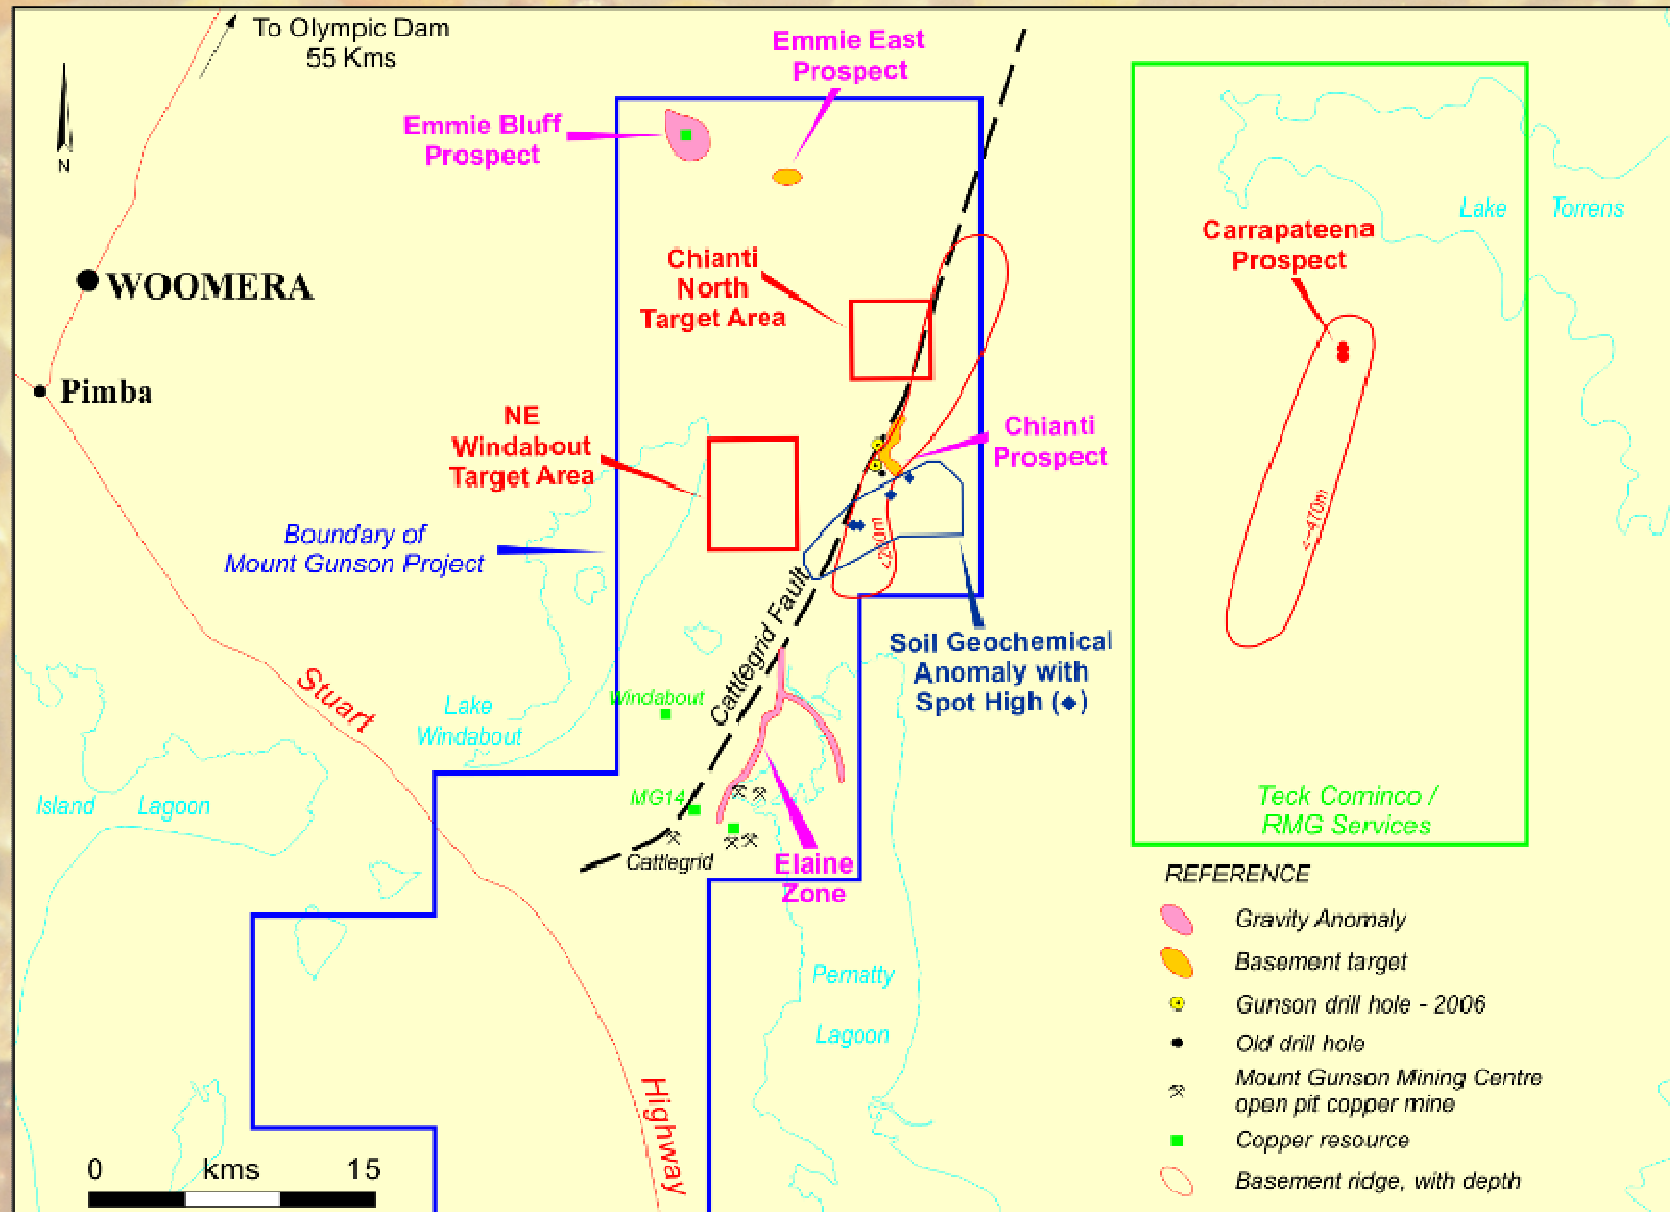 To Olympic Dam
55 Kms
N
Emmie East
Prospect
Emmie Bluff
Prospect
Lake Torrens
Carrapateena
Prospect
Chianti
North
Target Area
WOOMERA
Pimba
NE
Windabout
Target Area
Chianti
Prospect
Boundary of
Mount Gunson Project
<~470m
Cattlegrid Fault
Soil Geochemical
Anomaly with
Spot High (◆)
Stuart
Highway
Windabout
Lake
Windabout
Island Lagoon
MG14
Cattlegrid
Elaine
Zone
Teck Cominco /
RMG Services
Pernatty
Lagoon
REFERENCE
Gravity Anomaly
Basement target
Gunson drill hole - 2006
Old drill hole
Mount Gunson Mining Centre
open pit copper mine
Copper resource
Basement ridge, with depth
0 kms 15